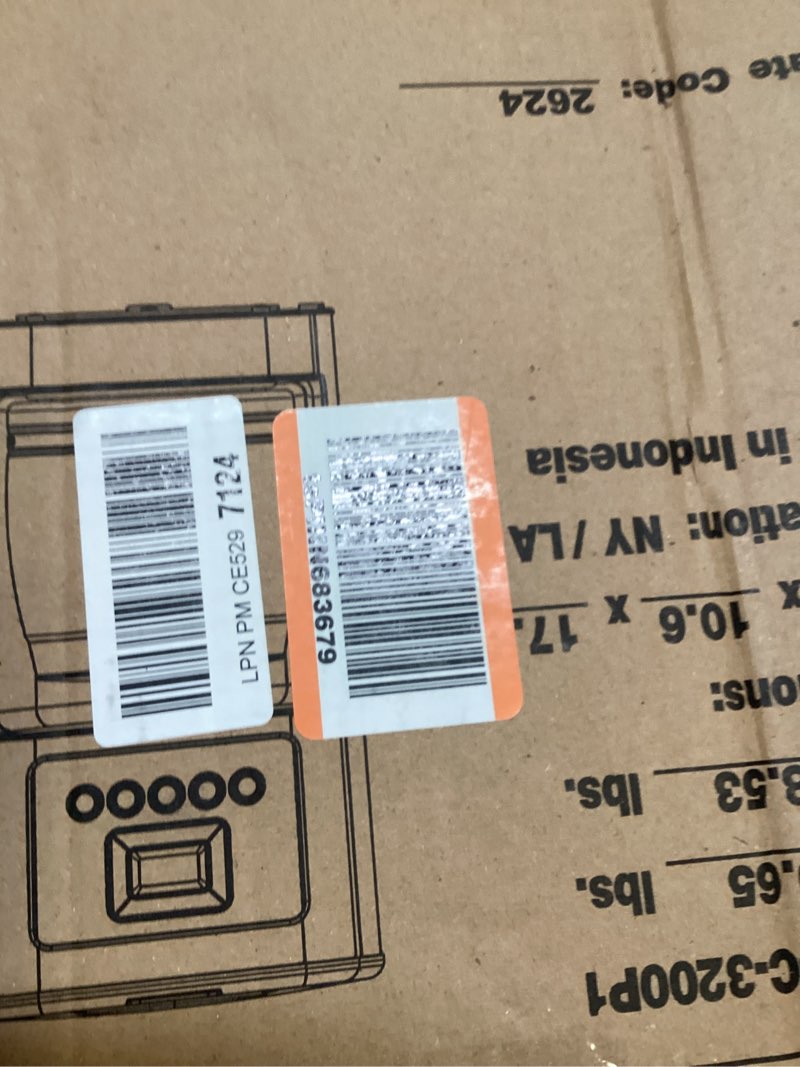 C-3200P1
.65 lbs.
3.53 lbs.
ons:
x 10.6 x 17.
ation: NY / LA
in Indonesia
ate Code: 2624
LPN PM CE529 7124
683679